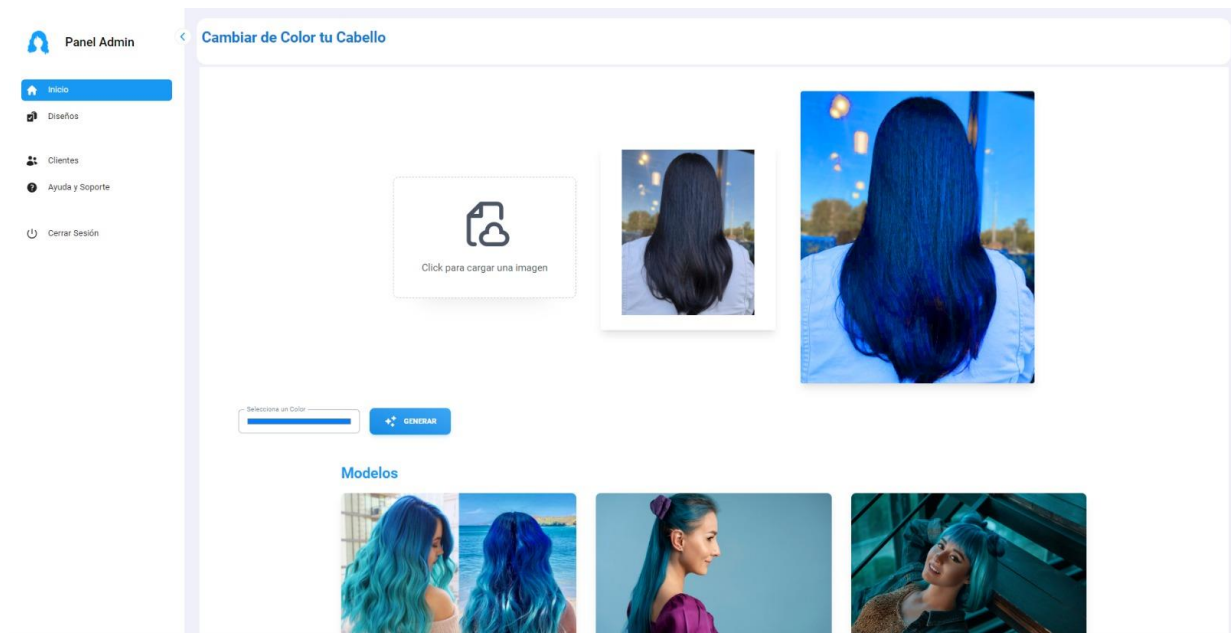 Panel Admin
Inicio
Diseños
Clientes
Ayuda y Soporte
Cerrar Sesión
Cambiar de Color tu Cabello
Click para cargar una imagen
Selecciona un Color
GENERAR
Modelos